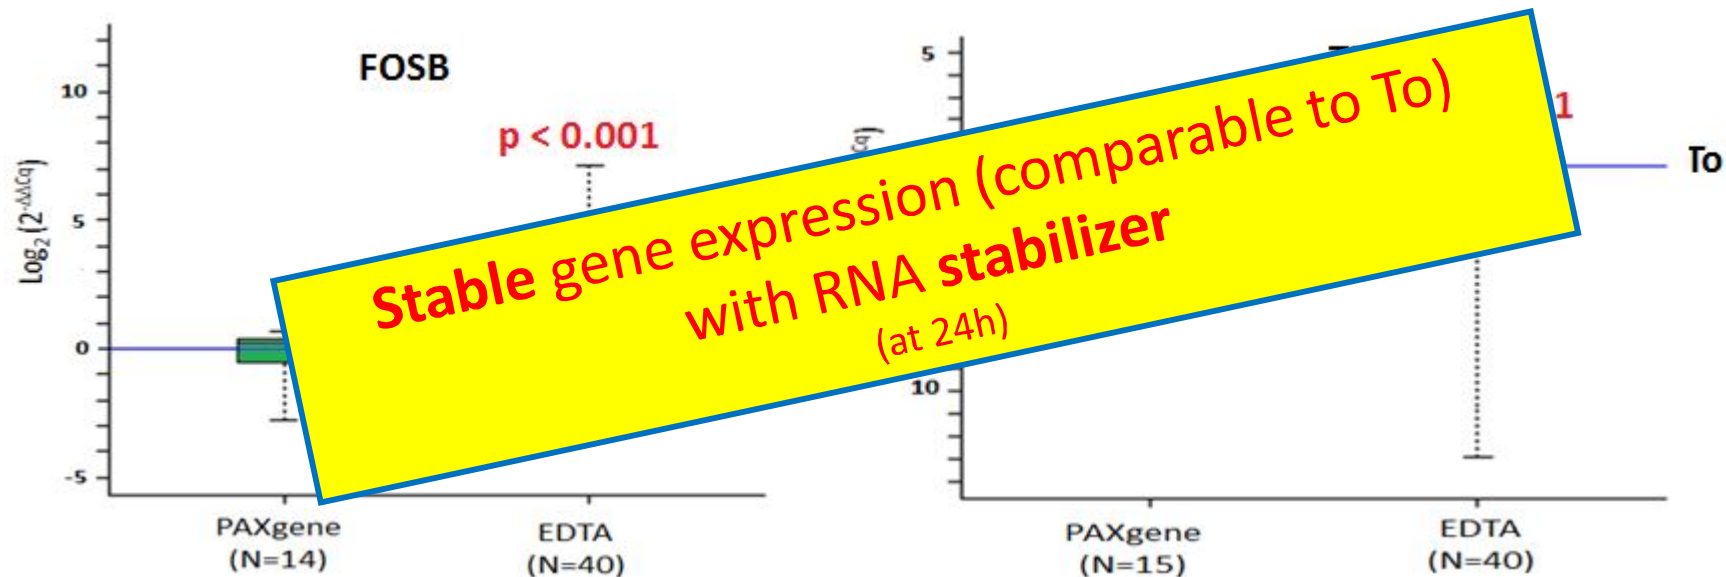 FOSB
p < 0.001
Log₂(2^-ΔΔCq)
10
5
0
-5
PAXgene
(N=14)
EDTA
(N=40)
Stable gene expression (comparable to To)
with RNA stabilizer
(at 24h)
5
Cq)
1
To
10
PAXgene
(N=15)
EDTA
(N=40)